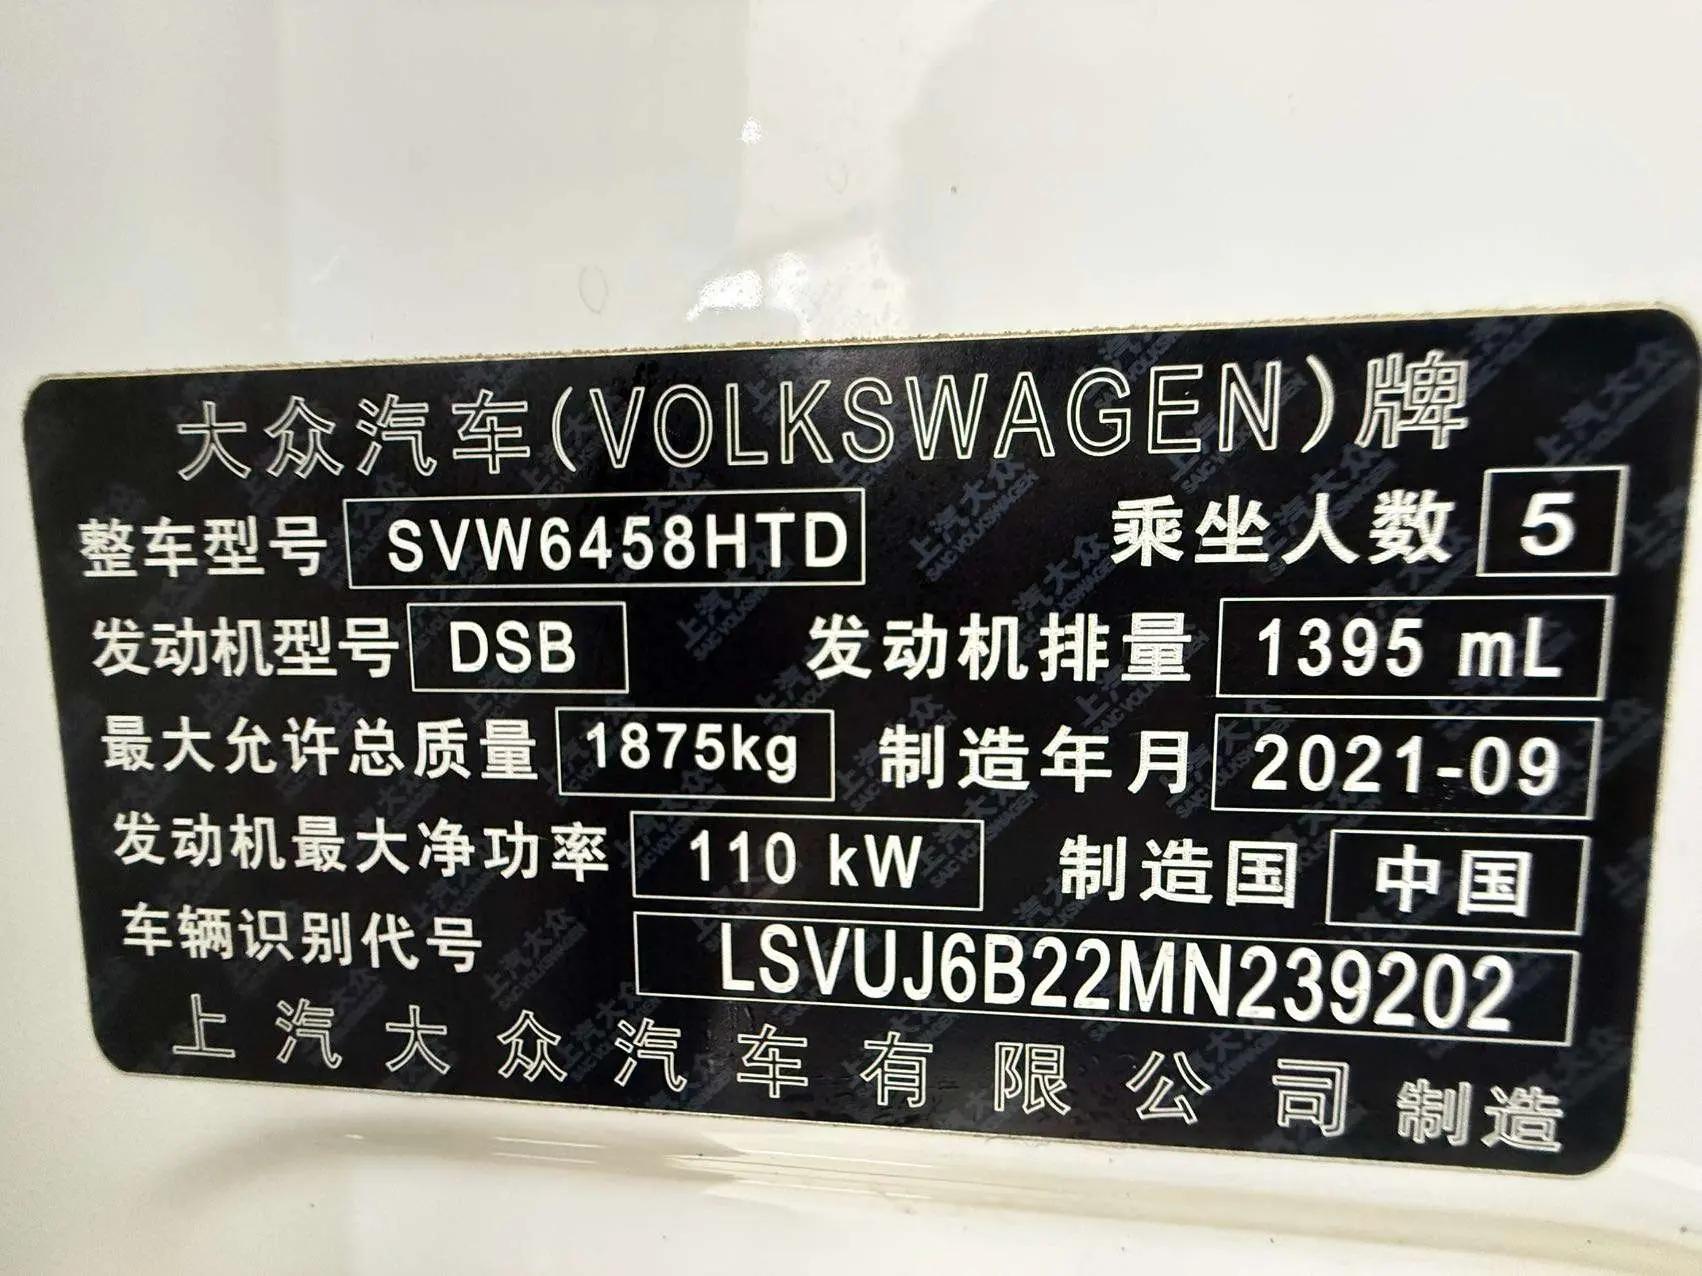 大众汽车(VOLKSWAGEN)牌
整车型号 SVW6458HTD 乘坐人数 5
发动机型号 DSB 发动机排量 1395 mL
最大允许总质量 1875kg 制造年月 2021-09
发动机最大净功率 110 kW 制造国 中国
车辆识别代号 LSVUJ6B22MN239202
上汽大众汽车有限公司制造